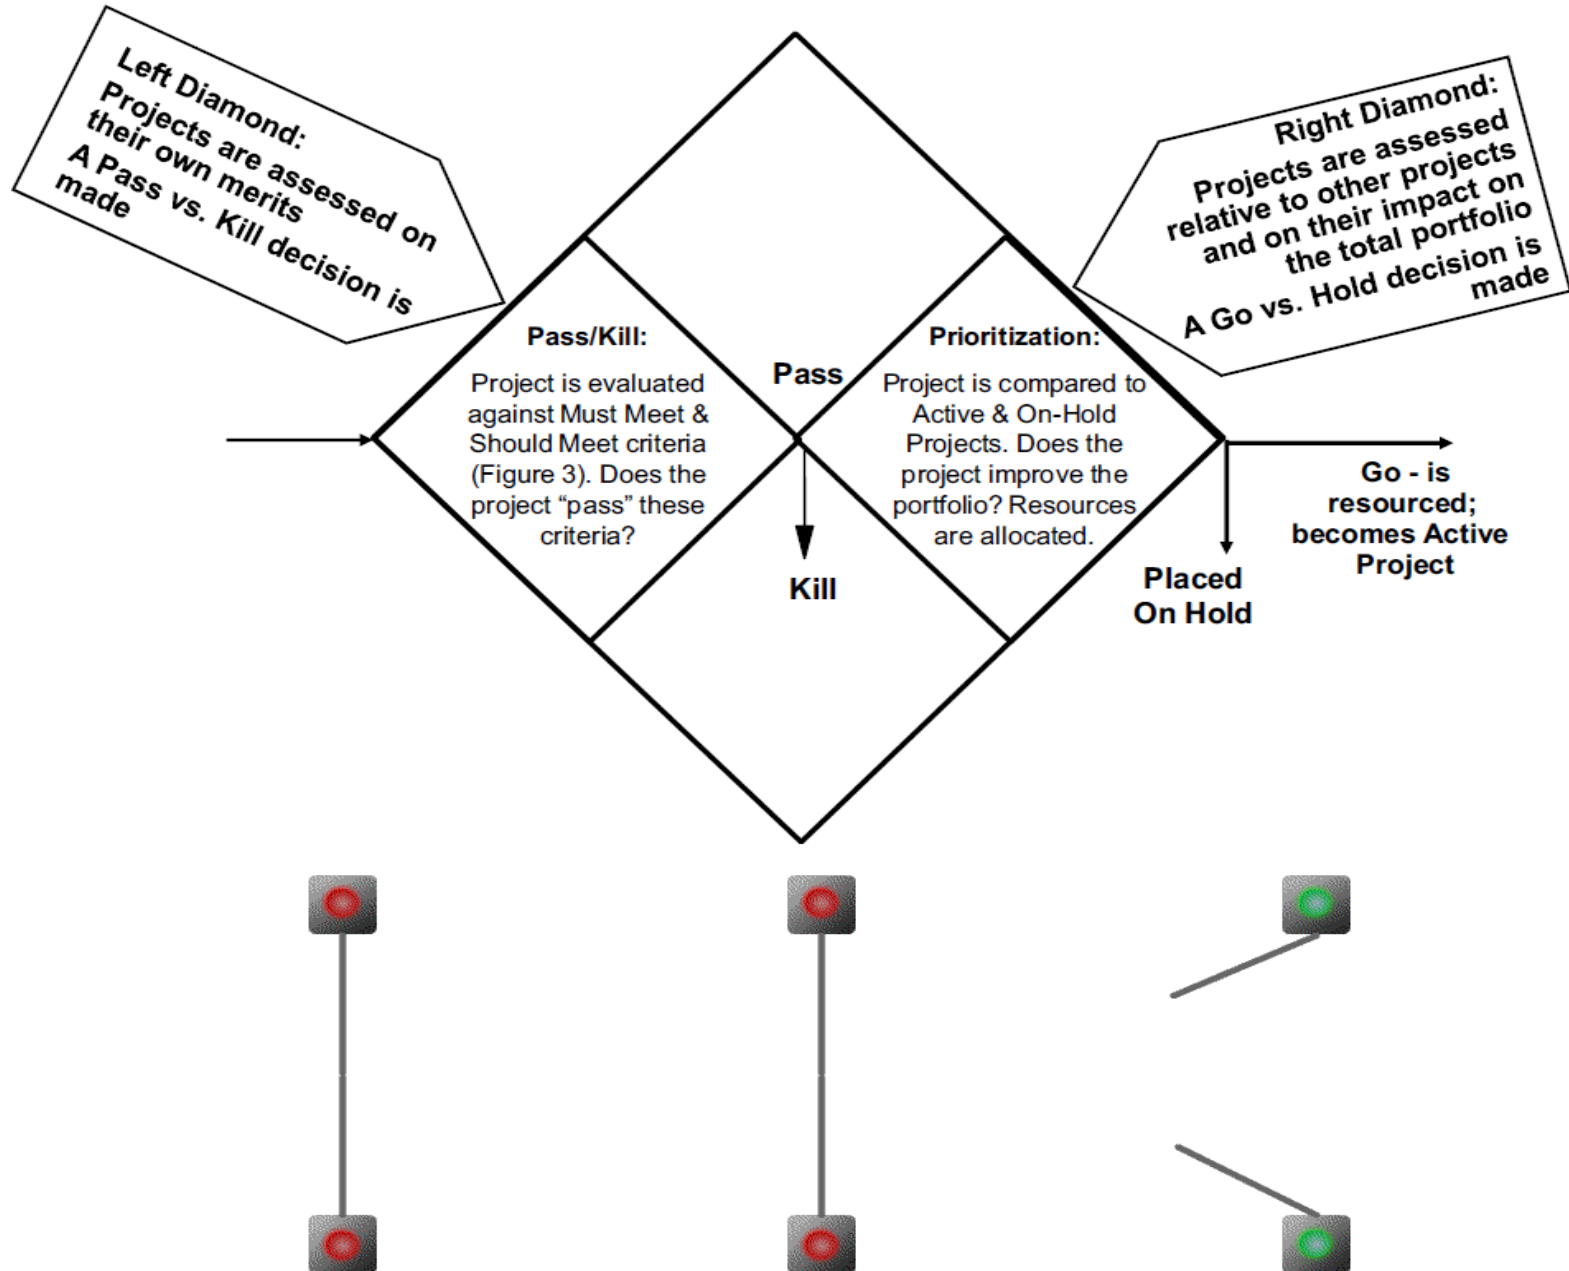 Left Diamond:
Projects are assessed on
their own merits
A Pass vs. Kill decision is
made
Right Diamond:
Projects are assessed
relative to other projects
and on their impact on
the total portfolio
A Go vs. Hold decision is
made
Pass/Kill:
Project is evaluated
against Must Meet &
Should Meet criteria
(Figure 3). Does the
project “pass” these
criteria?
Pass
Kill
Prioritization:
Project is compared to
Active & On-Hold
Projects. Does the
project improve the
portfolio? Resources
are allocated.
Placed
On Hold
Go - is
resourced;
becomes Active
Project